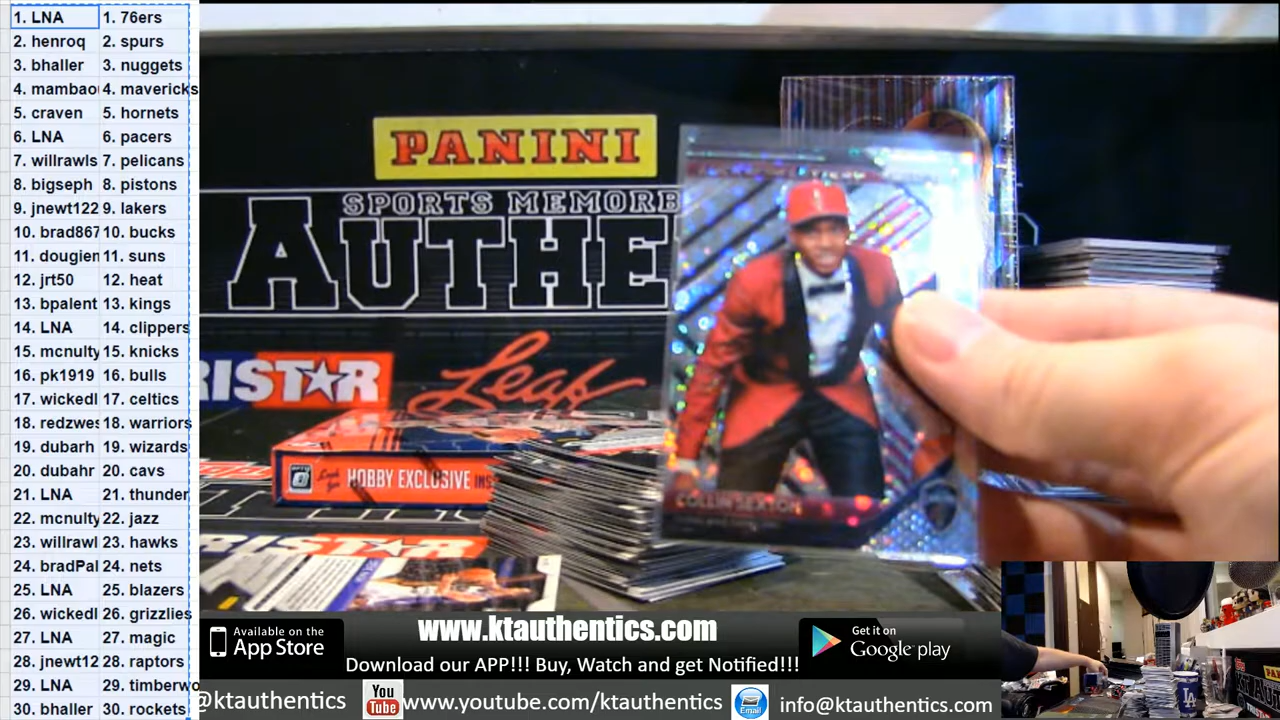 1. LNA 1. 76ers
2. henroq 2. spurs
3. bhaller 3. nuggets
4. mambao 4. mavericks
5. craven 5. hornets
6. LNA 6. pacers
7. willrawls 7. pelicans
8. bigseph 8. pistons
9. jnewt122 9. lakers
10. brad867 10. bucks
11. dougien 11. suns
12. jrt50 12. heat
13. bpalent 13. kings
14. LNA 14. clippers
15. mcnulty 15. knicks
16. pk1919 16. bulls
17. wickedl 17. celtics
18. redzwes 18. warriors
19. dubarh 19. wizards
20. dubahr 20. cavs
21. LNA 21. thunder
22. mcnulty 22. jazz
23. willrawl 23. hawks
24. bradPal 24. nets
25. LNA 25. blazers
26. wickedl 26. grizzlies
27. LNA 27. magic
28. jnewt12 28. raptors
29. LNA 29. timberwo
30. bhaller 30. rockets
PANINI
SPORTS MEMORB
AUTHE
RISTAR
Leaf
HOBBY EXCLUSIVE
RISTAR
COLLIN SEXTON
www.ktauthentics.com
Available on the
App Store
Get it on
Google play
Download our APP!!! Buy, Watch and get Notified!!!
@ktauthentics
You
Tube
www.youtube.com/ktauthentics
Email
info@ktauthentics.com
LA
PANINI